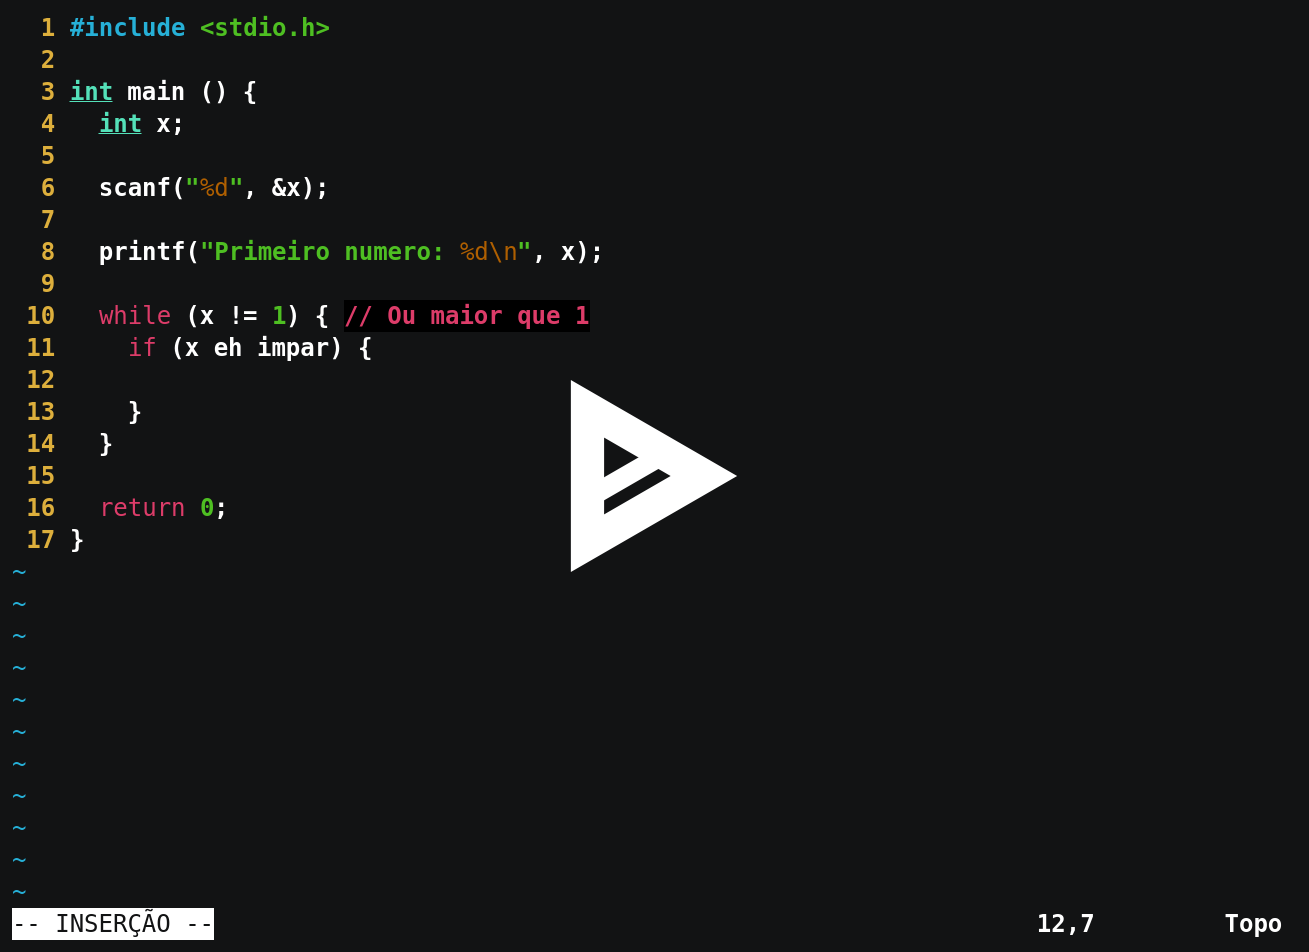 1 #include <stdio.h>
2
3 int main () {
4   int x;
5
6   scanf("%d", &x);
7
8   printf("Primeiro numero: %d\n", x);
9
10   while (x != 1) { // Ou maior que 1
11     if (x eh impar) {
12
13     }
14   }
15
16   return 0;
17 }
~
~
~
~
~
~
~
~
~
~
~
-- INSERÇÃO -- 12,7 Topo